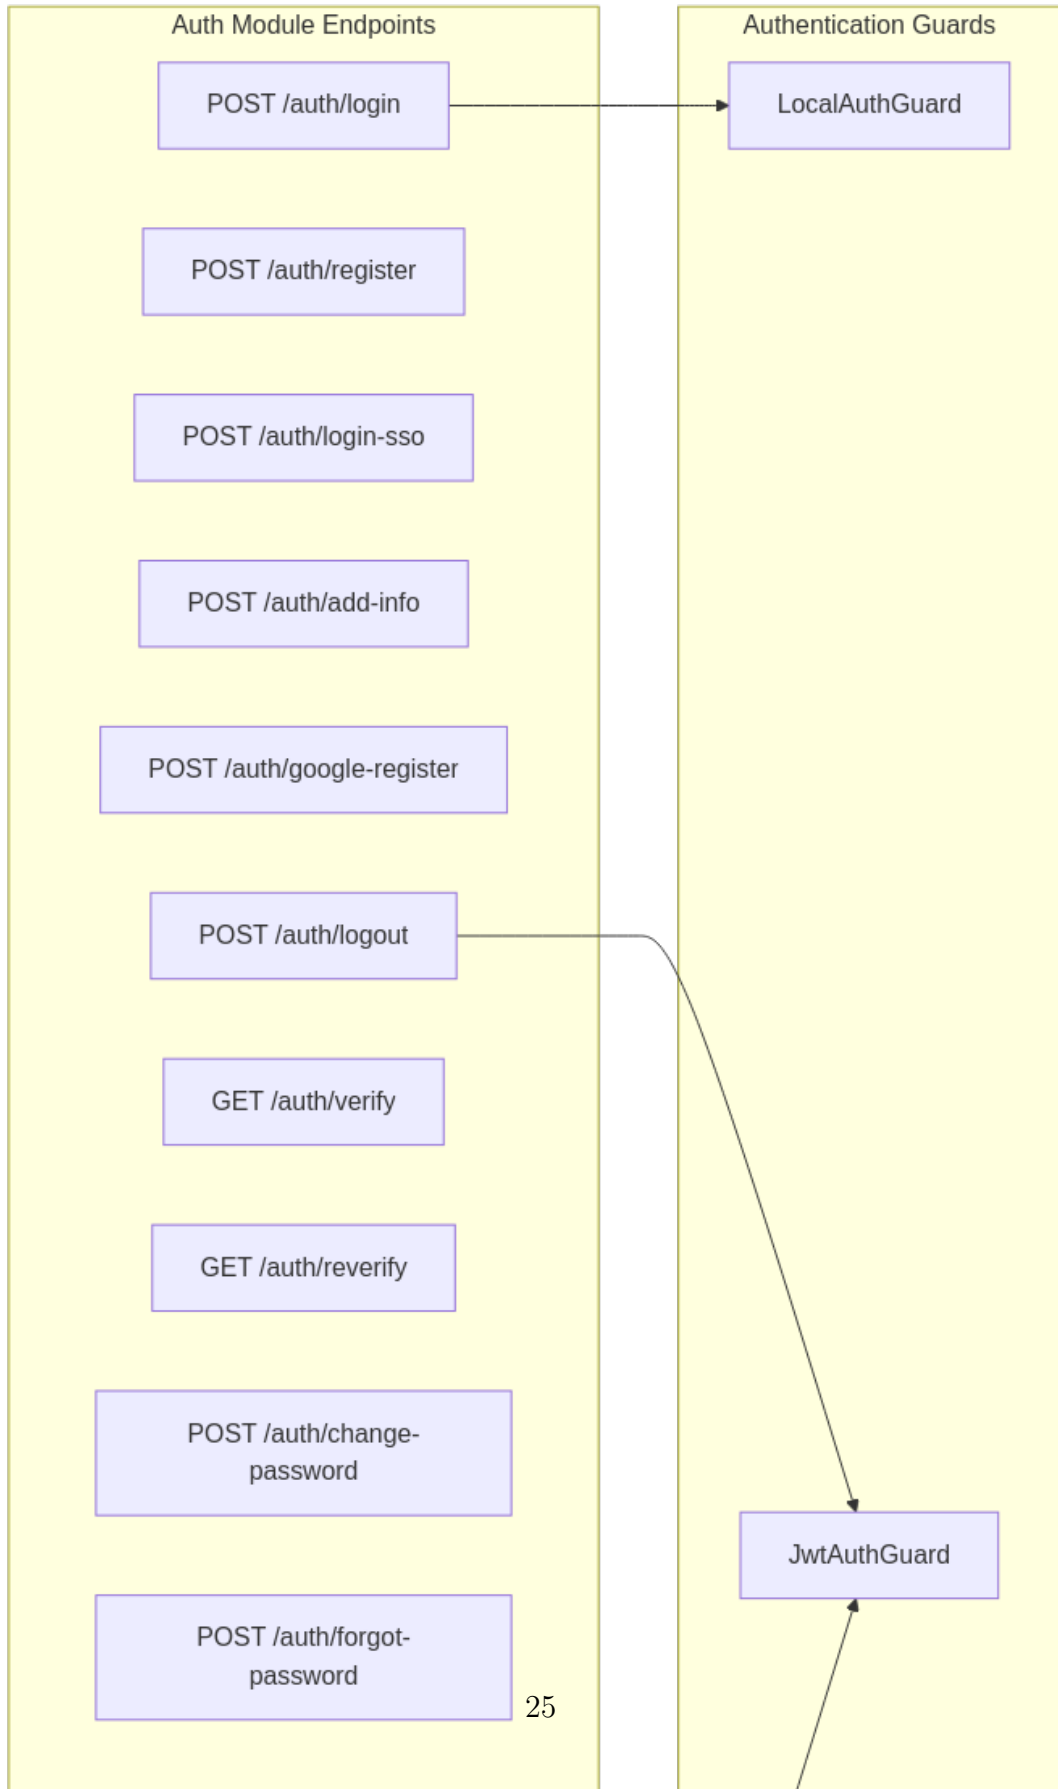 Auth Module Endpoints
POST /auth/login
POST /auth/register
POST /auth/login-sso
POST /auth/add-info
POST /auth/google-register
POST /auth/logout
GET /auth/verify
GET /auth/reverify
POST /auth/change-
password
POST /auth/forgot-
password
Authentication Guards
LocalAuthGuard
JwtAuthGuard
25